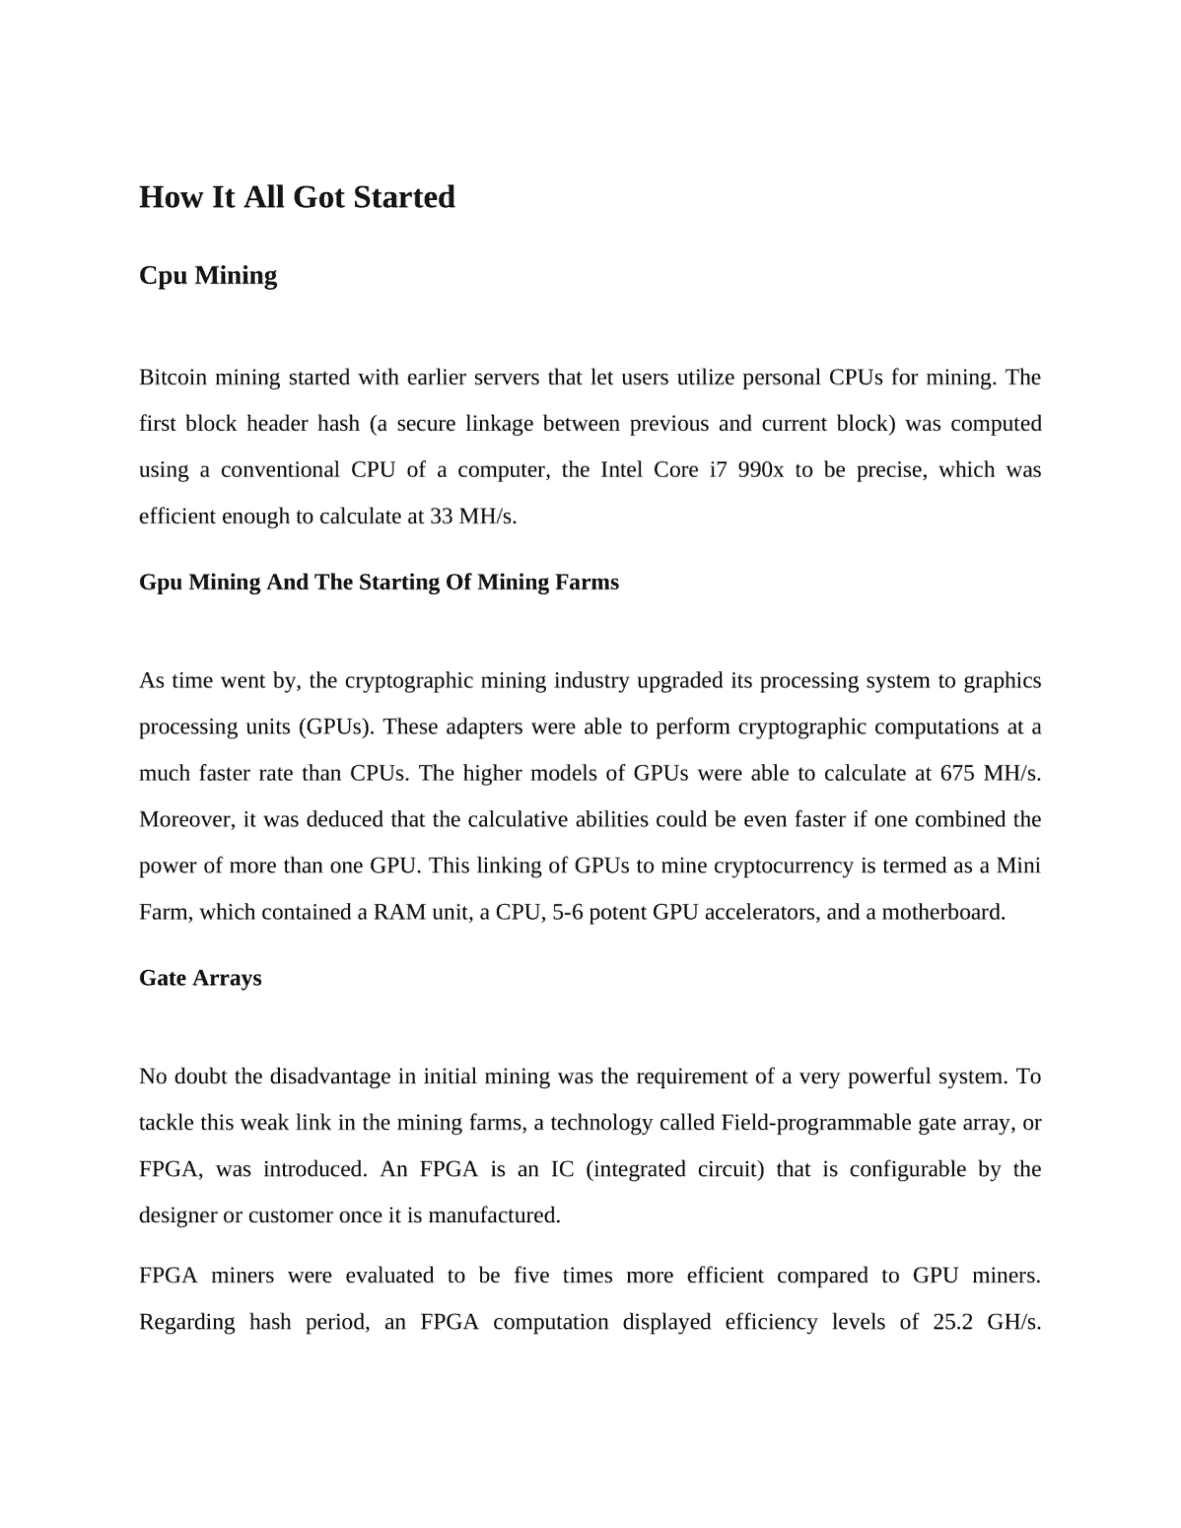 How It All Got Started
Cpu Mining
Bitcoin mining started with earlier servers that let users utilize personal CPUs for mining. The
first block header hash (a secure linkage between previous and current block) was computed
using a conventional CPU of a computer, the Intel Core i7 990x to be precise, which was
efficient enough to calculate at 33 MH/s.
Gpu Mining And The Starting Of Mining Farms
As time went by, the cryptographic mining industry upgraded its processing system to graphics
processing units (GPUs). These adapters were able to perform cryptographic computations at a
much faster rate than CPUs. The higher models of GPUs were able to calculate at 675 MH/s.
Moreover, it was deduced that the calculative abilities could be even faster if one combined the
power of more than one GPU. This linking of GPUs to mine cryptocurrency is termed as a Mini
Farm, which contained a RAM unit, a CPU, 5-6 potent GPU accelerators, and a motherboard.
Gate Arrays
No doubt the disadvantage in initial mining was the requirement of a very powerful system. To
tackle this weak link in the mining farms, a technology called Field-programmable gate array, or
FPGA, was introduced. An FPGA is an IC (integrated circuit) that is configurable by the
designer or customer once it is manufactured.
FPGA miners were evaluated to be five times more efficient compared to GPU miners.
Regarding hash period, an FPGA computation displayed efficiency levels of 25.2 GH/s.